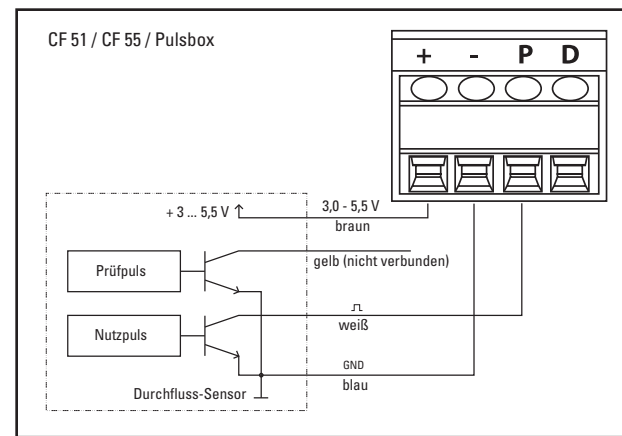 CF 51 / CF 55 / Pulsbox
+ - P D
+ 3 ... 5,5 V
3,0 - 5,5 V
braun
Prüfpuls
gelb (nicht verbunden)
Nutzpuls
weiß
GND
blau
Durchfluss-Sensor